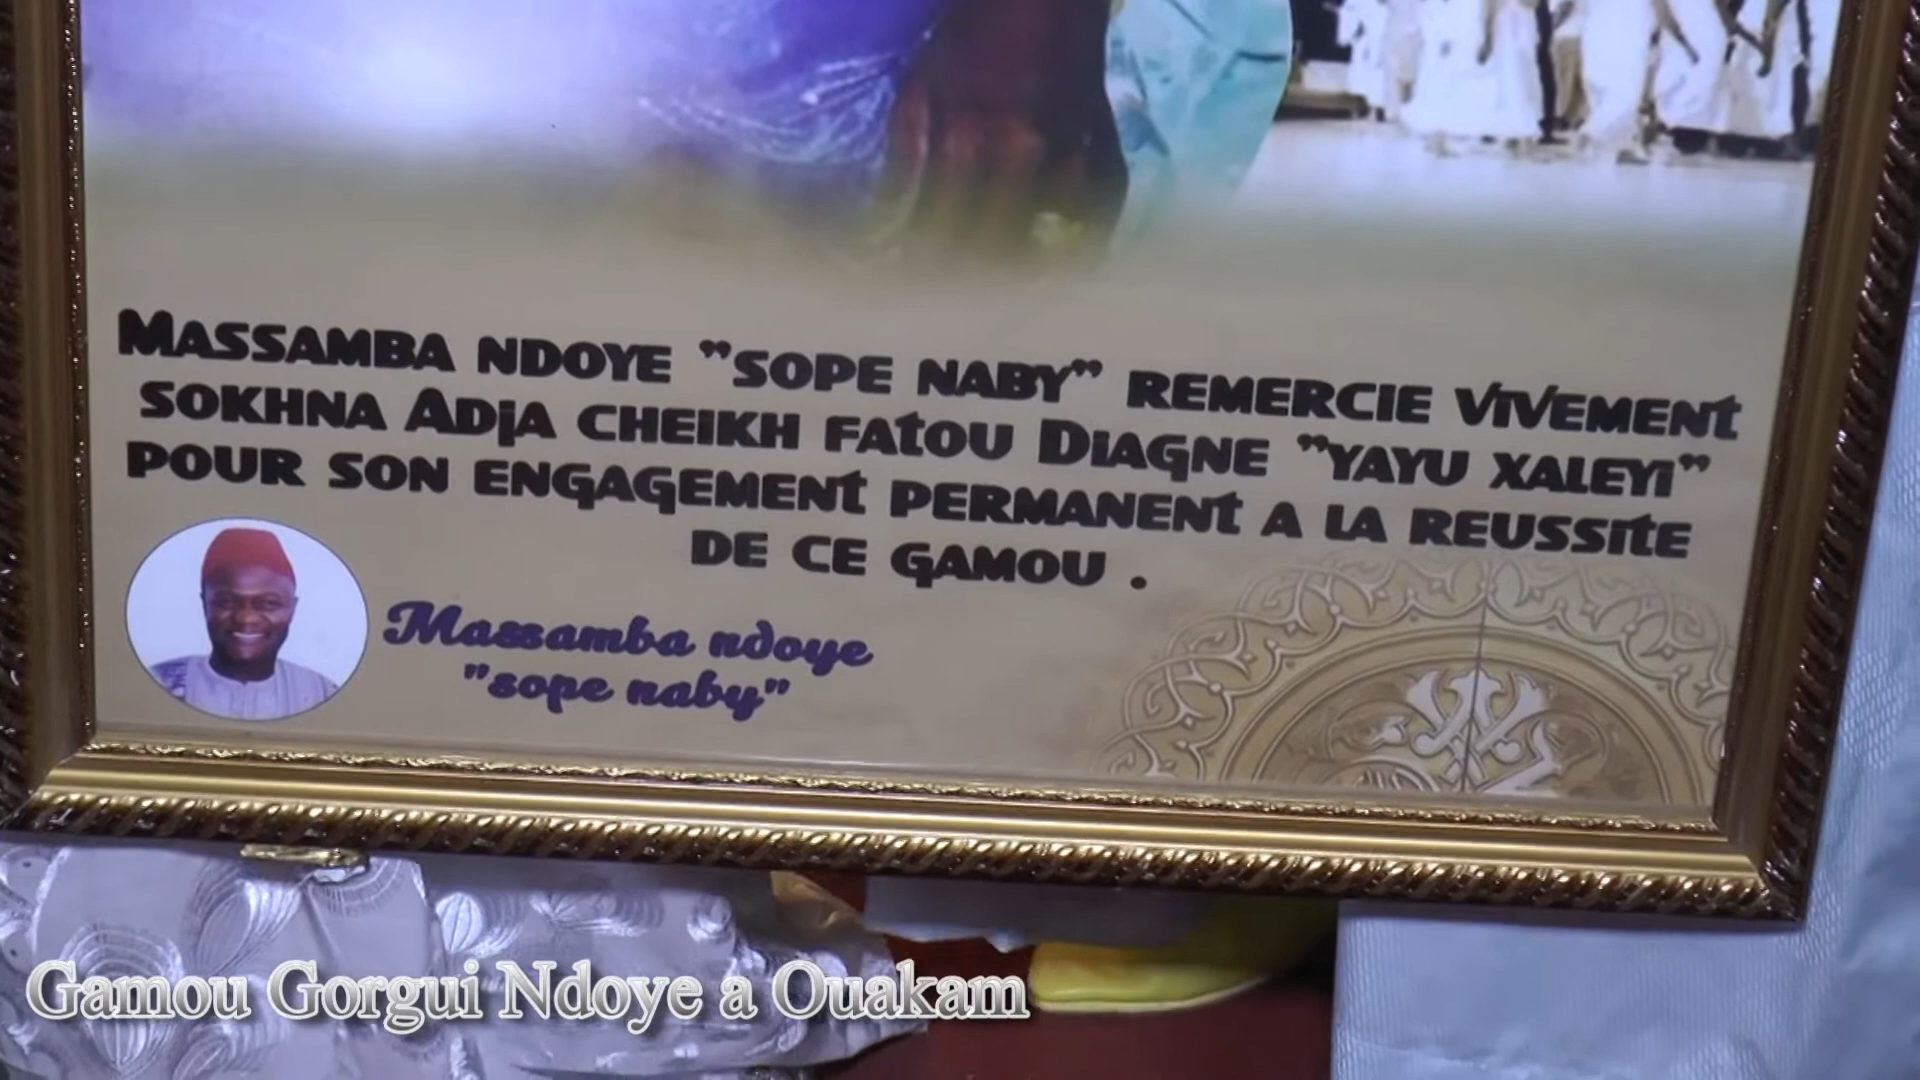 MASSAMBA NDOYE "SOPE NABY" REMERCIE VIVEMENT
SOKHNA ADJA CHEIKH FATOU DIAGNE "YAYU XALEYI"
POUR SON ENGAGEMENT PERMANENT A LA REUSSITE
DE CE GAMOU .
Massamba ndoye
"sope naby"
Gamou Gorgui Ndoye a Ouakam